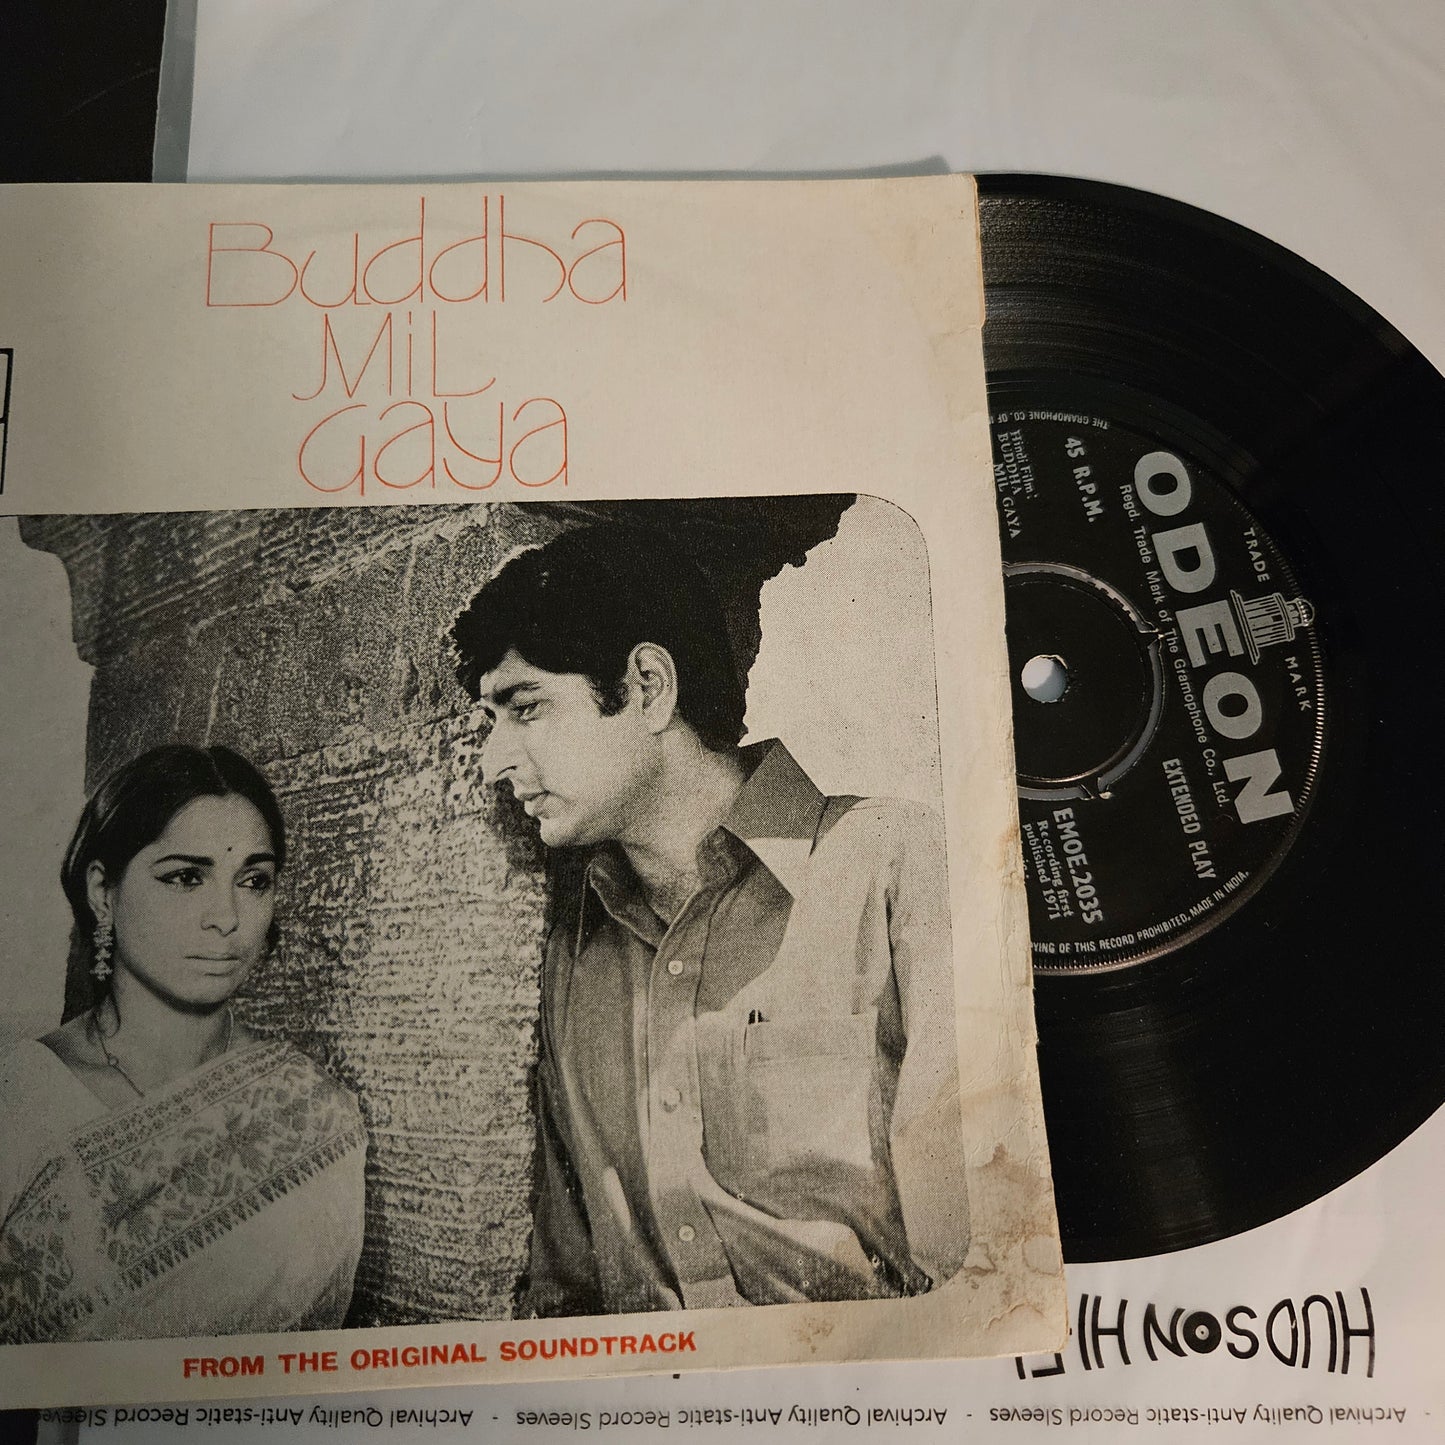 Buddha
Mil
Gaya
FROM THE ORIGINAL SOUNDTRACK
THE GRAMOPHONE CO. OF
Hindi Film:
BUDDHA
MIL GAYA
45 R.P.M.
ODEON
TRADE MARK
Regd. Trade Mark of The Gramophone Co., Ltd.
EXTENDED PLAY
EMOE.2035
Recording first
published 1971
OF THIS RECORD PROHIBITED. MADE IN INDIA.
HUDSON HI-
Archival Quality Anti-static Record Sleeves - Archival Quality Anti-static Record Sleeves - Archival Quality Anti-static Record Sleeves